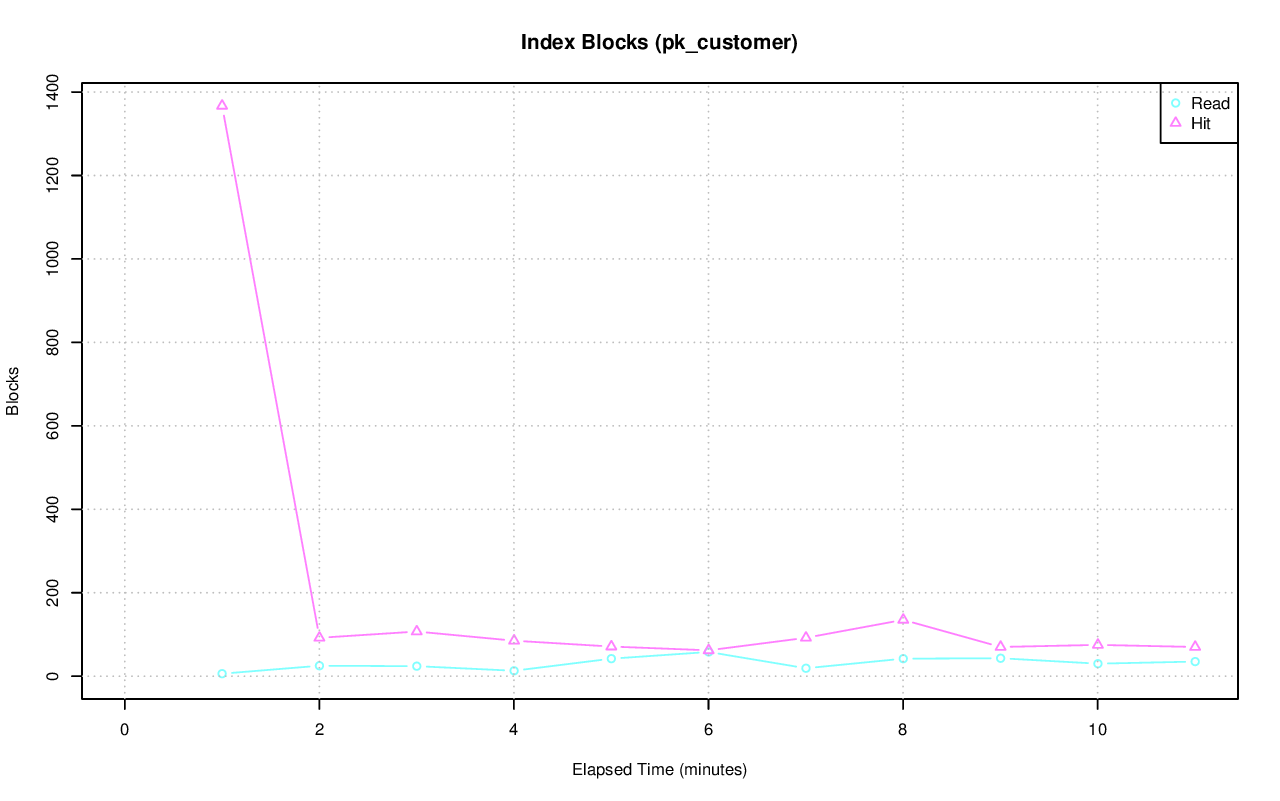 Index Blocks (pk_customer)
Read
Hit
Blocks
1400
1200
1000
800
600
400
200
0
0 2 4 6 8 10
Elapsed Time (minutes)